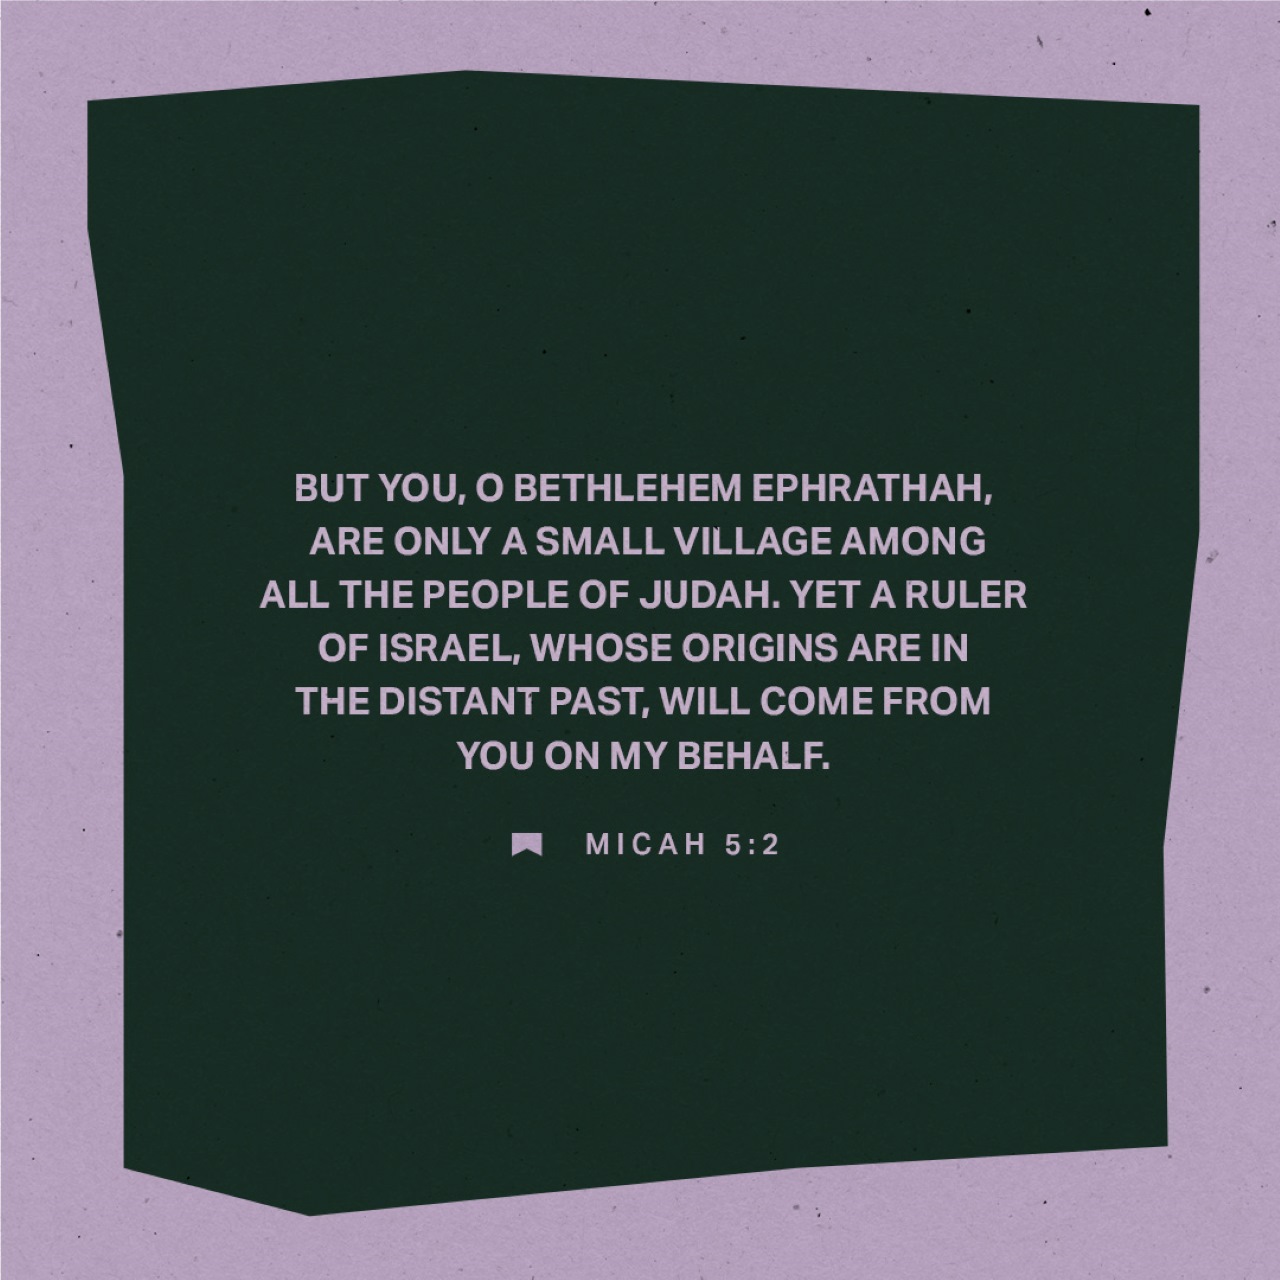 BUT YOU, O BETHLEHEM EPHRATHAH,
ARE ONLY A SMALL VILLAGE AMONG
ALL THE PEOPLE OF JUDAH. YET A RULER
OF ISRAEL, WHOSE ORIGINS ARE IN
THE DISTANT PAST, WILL COME FROM
YOU ON MY BEHALF.
MICAH 5:2